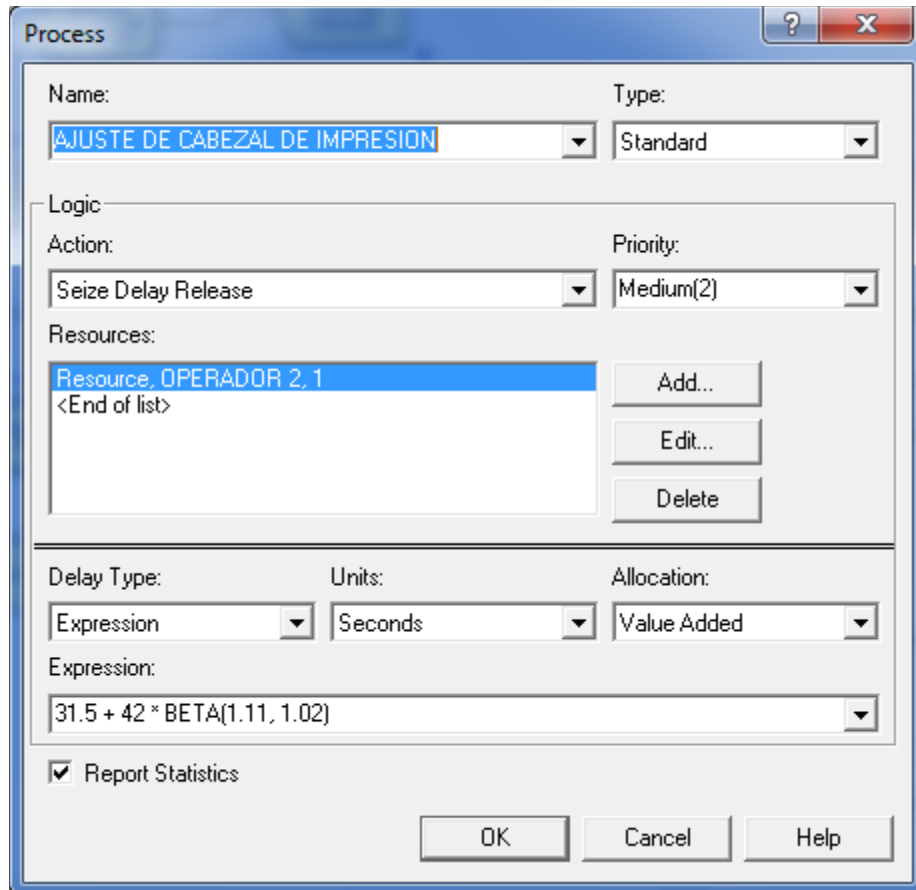 Process
Name:
Type:
AJUSTE DE CABEZAL DE IMPRESION
Standard
Logic
Action:
Priority:
Seize Delay Release
Medium(2)
Resources:
Resource, OPERADOR 2, 1
<End of list>
Add...
Edit...
Delete
Delay Type:
Units:
Allocation:
Expression
Seconds
Value Added
Expression:
31.5 + 42 * BETA(1.11, 1.02)
Report Statistics
OK
Cancel
Help